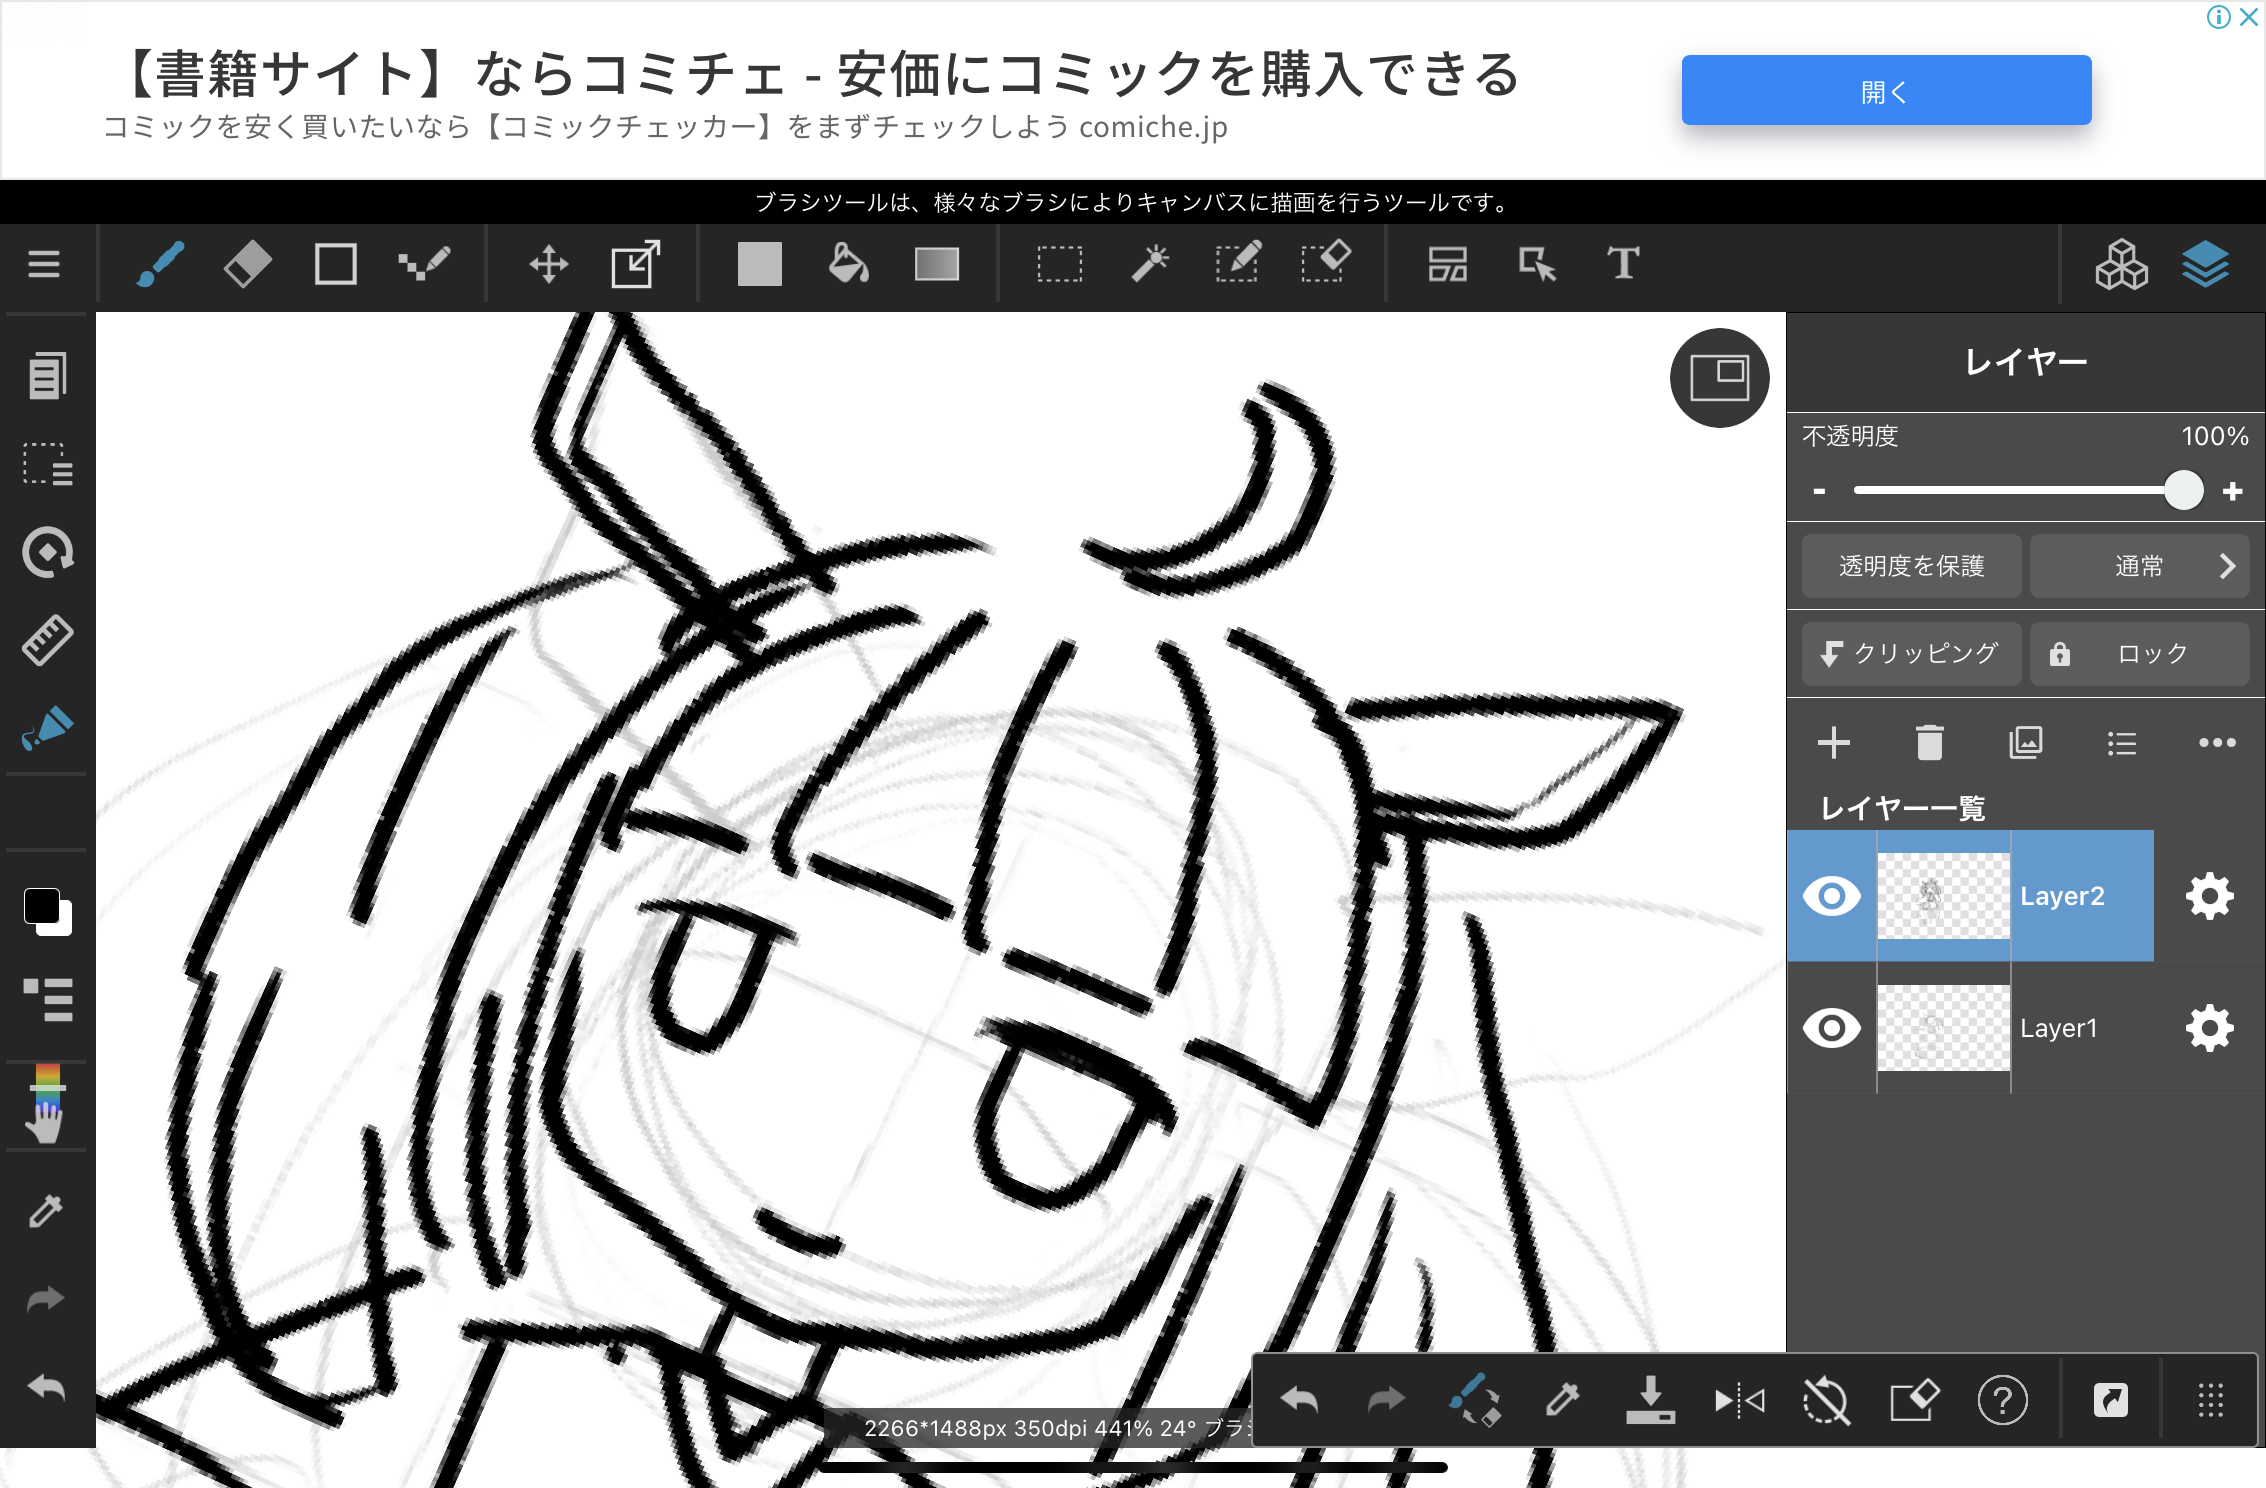 【書籍サイト】ならコミチェ - 安価にコミックを購入できる
コミックを安く買いたいなら【コミックチェッカー】をまずチェックしよう comiche.jp
開く
ブラシツールは、様々なブラシによりキャンバスに描画を行うツールです。
T
レイヤー
不透明度 100%
- +
透明度を保護 通常
クリッピング ロック
レイヤー一覧
Layer2
Layer1
2266*1488px 350dpi 441% 24° ブラ